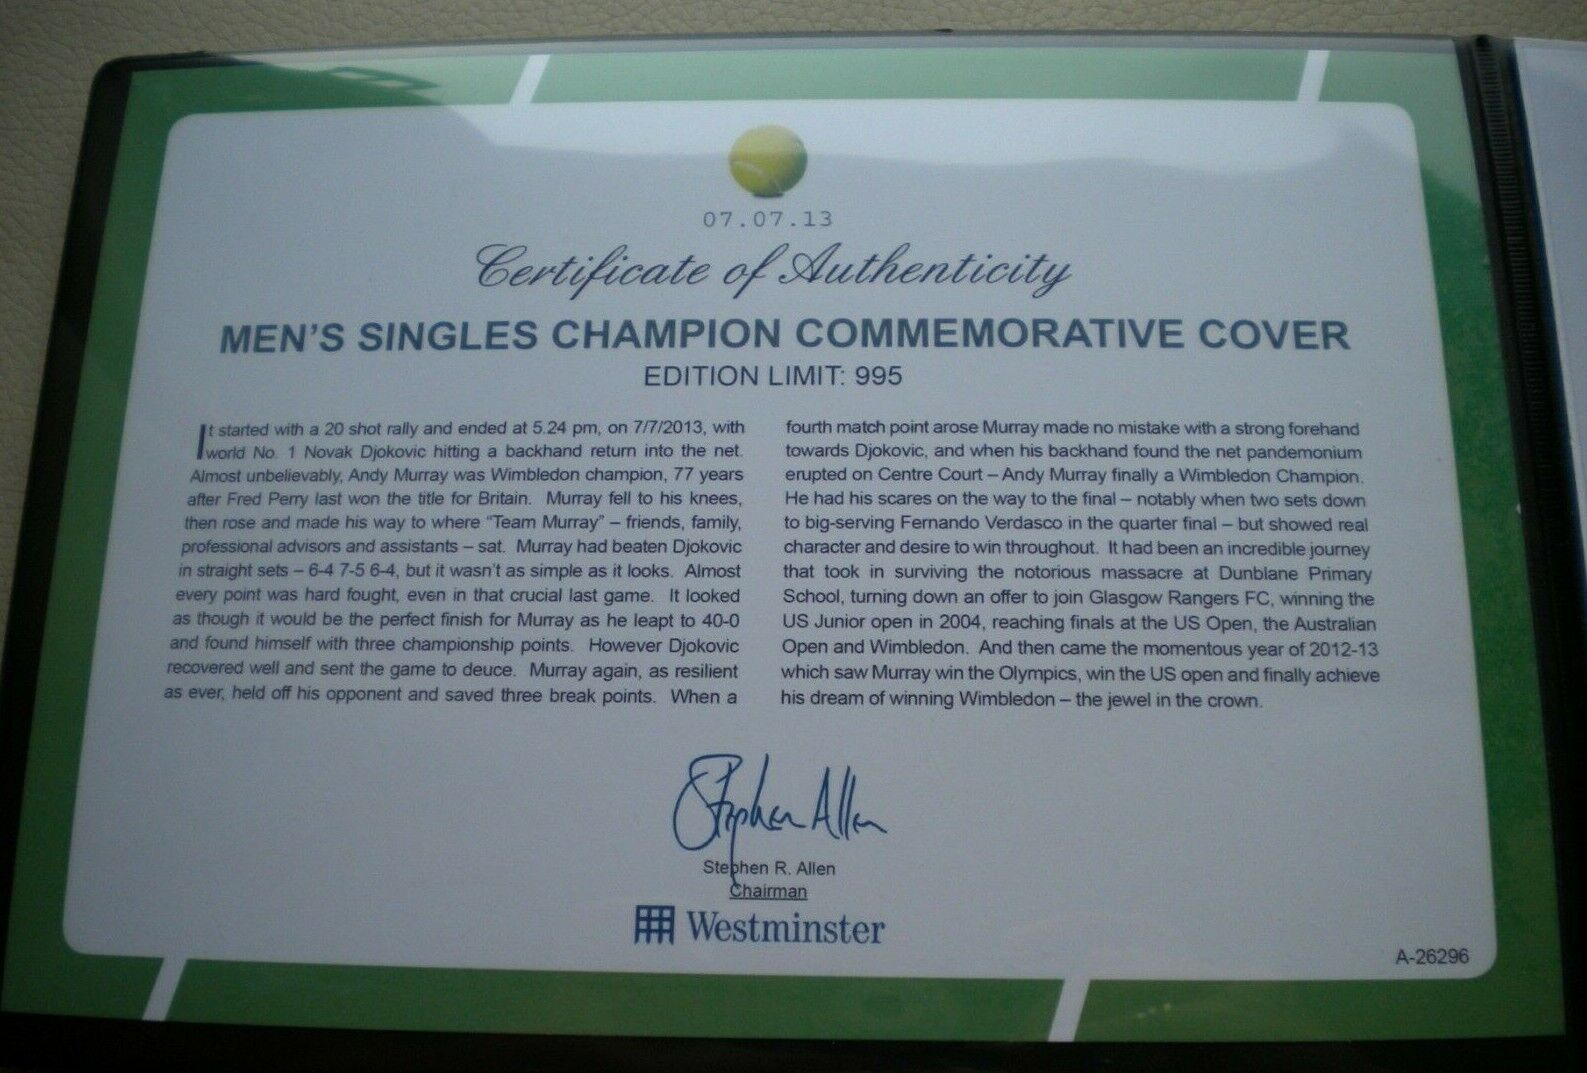 07.07.13
Certificate of Authenticity
MEN'S SINGLES CHAMPION COMMEMORATIVE COVER
EDITION LIMIT: 995
It started with a 20 shot rally and ended at 5.24 pm, on 7/7/2013, with
world No. 1 Novak Djokovic hitting a backhand return into the net.
Almost unbelievably, Andy Murray was Wimbledon champion, 77 years
after Fred Perry last won the title for Britain. Murray fell to his knees,
then rose and made his way to where "Team Murray" – friends, family,
professional advisors and assistants – sat. Murray had beaten Djokovic
in straight sets – 6-4 7-5 6-4, but it wasn't as simple as it looks. Almost
every point was hard fought, even in that crucial last game. It looked
as though it would be the perfect finish for Murray as he leapt to 40-0
and found himself with three championship points. However Djokovic
recovered well and sent the game to deuce. Murray again, as resilient
as ever, held off his opponent and saved three break points. When a
fourth match point arose Murray made no mistake with a strong forehand
towards Djokovic, and when his backhand found the net pandemonium
erupted on Centre Court – Andy Murray finally a Wimbledon Champion.
He had his scares on the way to the final – notably when two sets down
to big-serving Fernando Verdasco in the quarter final – but showed real
character and desire to win throughout. It had been an incredible journey
that took in surviving the notorious massacre at Dunblane Primary
School, turning down an offer to join Glasgow Rangers FC, winning the
US Junior open in 2004, reaching finals at the US Open, the Australian
Open and Wimbledon. And then came the momentous year of 2012-13
which saw Murray win the Olympics, win the US open and finally achieve
his dream of winning Wimbledon – the jewel in the crown.
Stephen Allen
Stephen R. Allen
Chairman
Westminster
A-26296